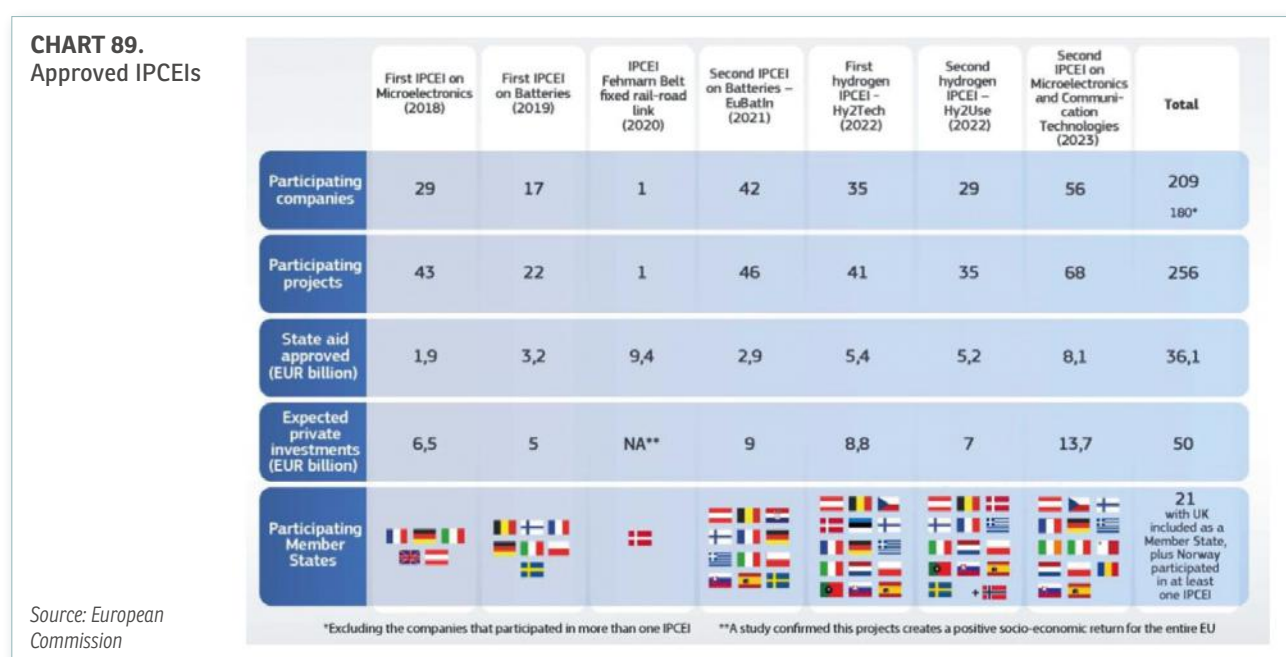 CHART 89.
Approved IPCEIs
First IPCEI on
Microelectronics
(2018)
First IPCEI
on Batteries
(2019)
IPCEI
Fehmarn Belt
fixed rail-road
link
(2020)
Second IPCEI
on Batteries –
EuBatIn
(2021)
First
hydrogen
IPCEI -
Hy2Tech
(2022)
Second
hydrogen
IPCEI –
Hy2Use
(2022)
Second
IPCEI on
Microelectronics
and Communi-
cation
Technologies
(2023)
Total
Participating
companies
29
17
1
42
35
29
56
209
180*
Participating
projects
43
22
1
46
41
35
68
256
State aid
approved
(EUR billion)
1,9
3,2
9,4
2,9
5,4
5,2
8,1
36,1
Expected
private
investments
(EUR billion)
6,5
5
NA**
9
8,8
7
13,7
50
Participating
Member
States
+
21
with UK
included as a
Member State,
plus Norway
participated
in at least
one IPCEI
Source: European
Commission
*Excluding the companies that participated in more than one IPCEI
**A study confirmed this projects creates a positive socio-economic return for the entire EU